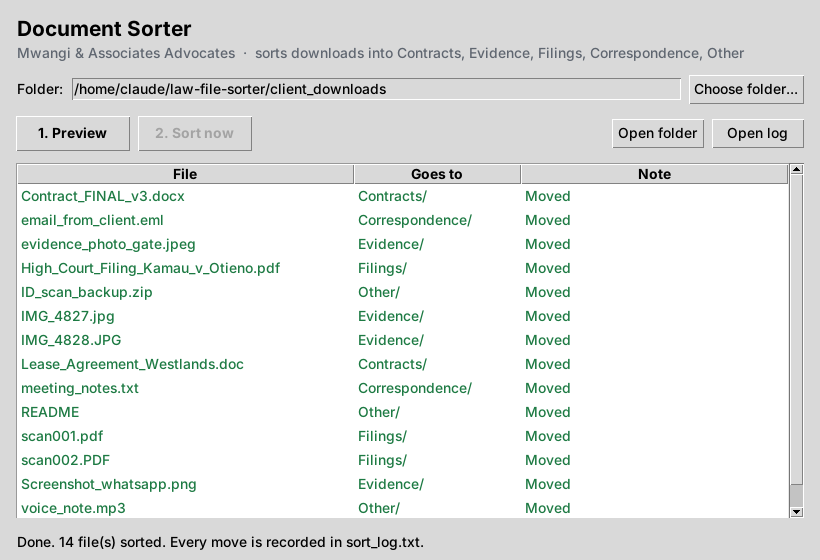 Document Sorter
Mwangi & Associates Advocates · sorts downloads into Contracts, Evidence, Filings, Correspondence, Other
Folder: /home/claude/law-file-sorter/client_downloads Choose folder...
1. Preview 2. Sort now Open folder Open log
File Goes to Note
Contract_FINAL_v3.docx Contracts/ Moved
email_from_client.eml Correspondence/ Moved
evidence_photo_gate.jpeg Evidence/ Moved
High_Court_Filing_Kamau_v_Otieno.pdf Filings/ Moved
ID_scan_backup.zip Other/ Moved
IMG_4827.jpg Evidence/ Moved
IMG_4828.JPG Evidence/ Moved
Lease_Agreement_Westlands.doc Contracts/ Moved
meeting_notes.txt Correspondence/ Moved
README Other/ Moved
scan001.pdf Filings/ Moved
scan002.PDF Filings/ Moved
Screenshot_whatsapp.png Evidence/ Moved
voice_note.mp3 Other/ Moved
Done. 14 file(s) sorted. Every move is recorded in sort_log.txt.